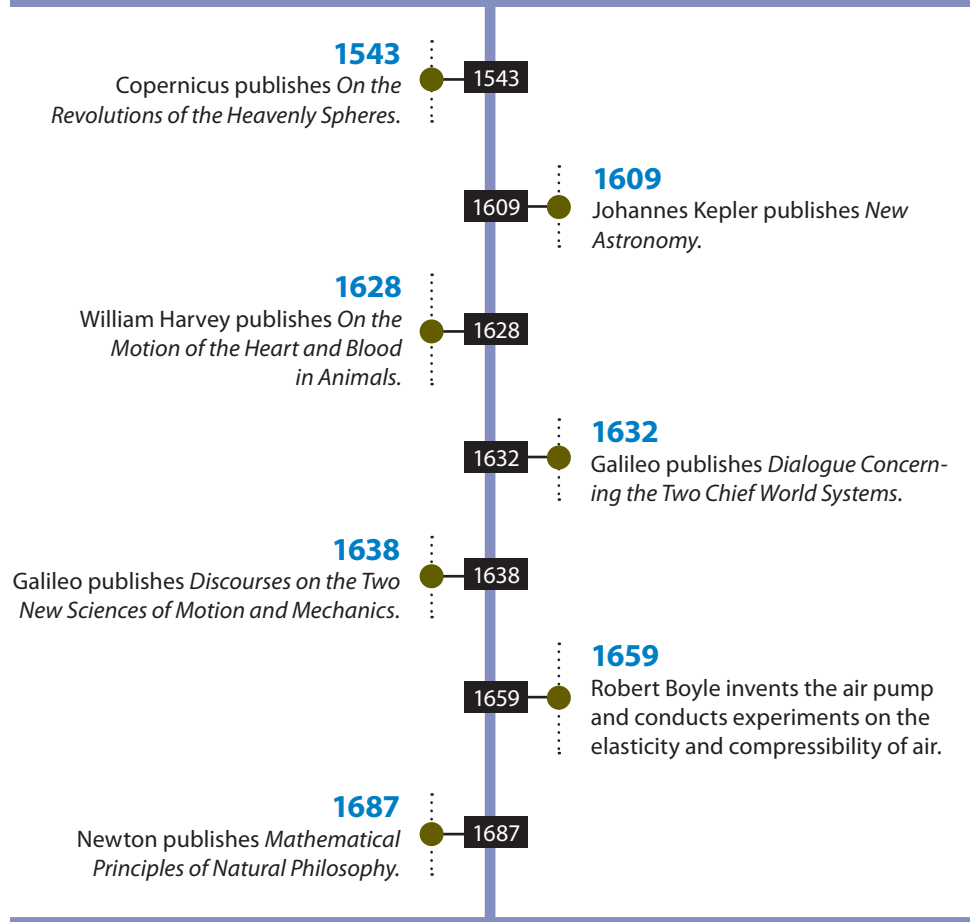 1543
Copernicus publishes On the
Revolutions of the Heavenly Spheres.
1543
1609
1609
Johannes Kepler publishes New
Astronomy.
1628
William Harvey publishes On the
Motion of the Heart and Blood
in Animals.
1628
1632
1632
Galileo publishes Dialogue Concern-
ing the Two Chief World Systems.
1638
Galileo publishes Discourses on the Two
New Sciences of Motion and Mechanics.
1638
1659
1659
Robert Boyle invents the air pump
and conducts experiments on the
elasticity and compressibility of air.
1687
Newton publishes Mathematical
Principles of Natural Philosophy.
1687